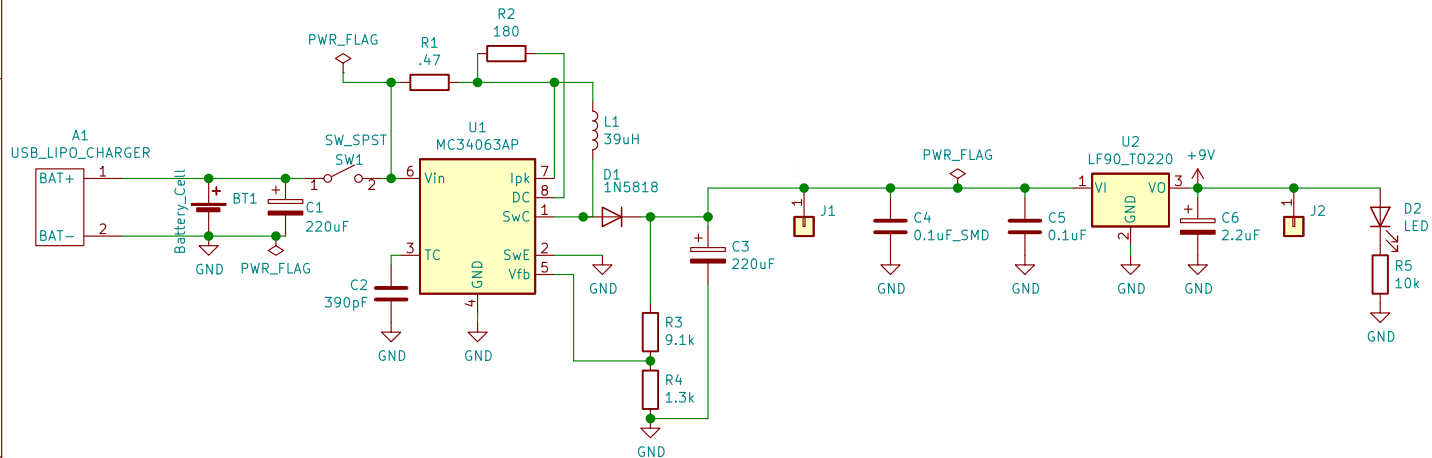 A1
USB_LIPO_CHARGER
BAT+
1
BAT-
2
Battery_Cell
+
BT1
GND
+
C1
220uF
PWR_FLAG
SW_SPST
SW1
1
2
PWR_FLAG
R1
.47
R2
180
U1
MC34063AP
6
Vin
Ipk
7
DC
8
SwC
1
3
TC
SwE
2
Vfb
5
GND
4
GND
C2
390pF
GND
L1
39uH
D1
1N5818
GND
R3
9.1k
R4
1.3k
GND
+
C3
220uF
1
J1
C4
0.1uF_SMD
GND
PWR_FLAG
C5
0.1uF
GND
U2
LF90_TO220
1
VI
VO
3
GND
2
GND
+9V
+
C6
2.2uF
GND
1
J2
D2
LED
R5
10k
GND